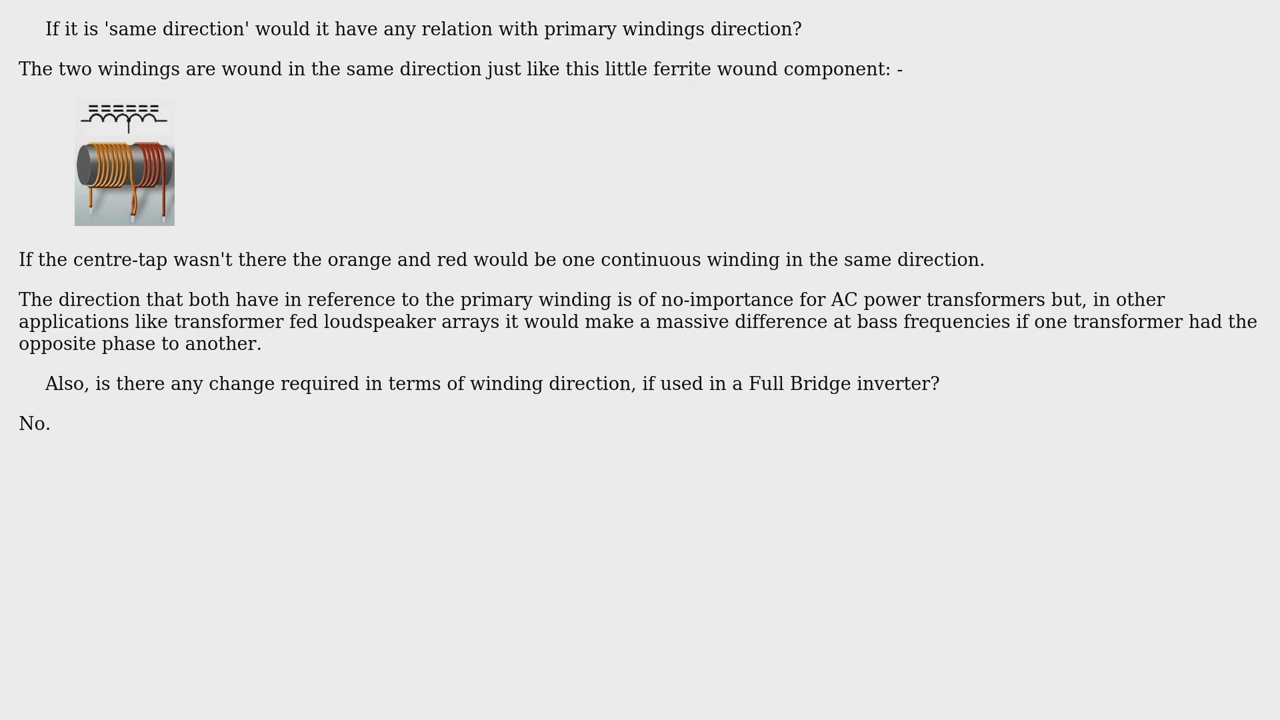 If it is 'same direction' would it have any relation with primary windings direction?
The two windings are wound in the same direction just like this little ferrite wound component: -
If the centre-tap wasn't there the orange and red would be one continuous winding in the same direction.
The direction that both have in reference to the primary winding is of no-importance for AC power transformers but, in other
applications like transformer fed loudspeaker arrays it would make a massive difference at bass frequencies if one transformer had the
opposite phase to another.
Also, is there any change required in terms of winding direction, if used in a Full Bridge inverter?
No.